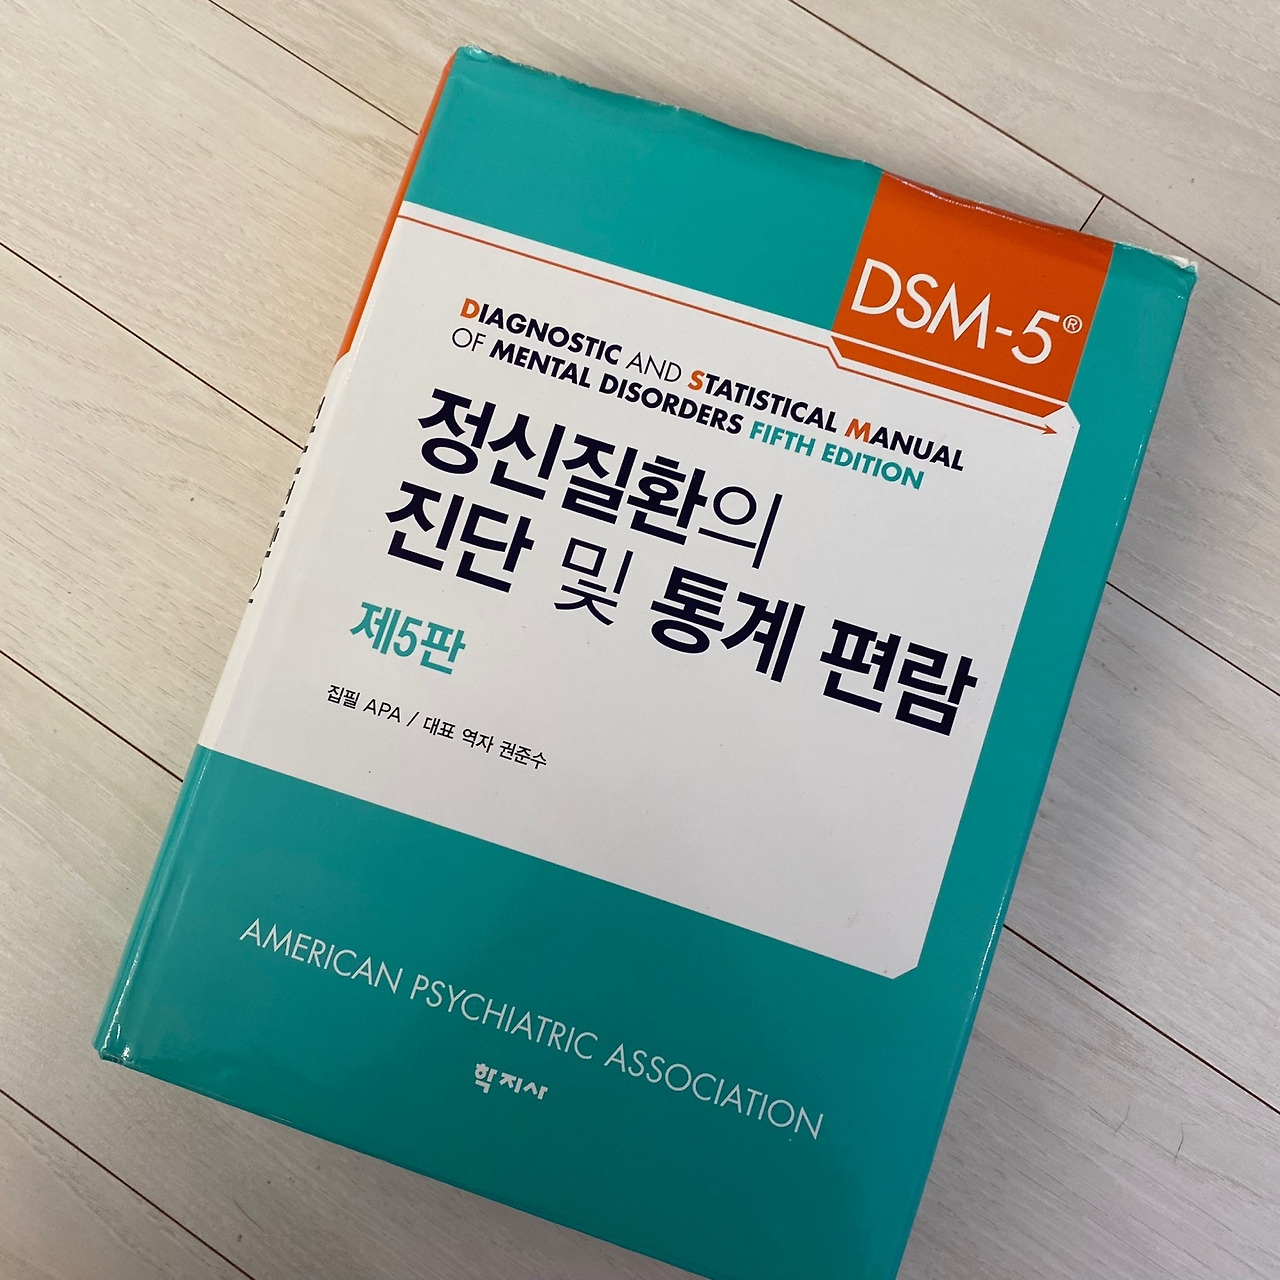 DSM-5®
DIAGNOSTIC AND STATISTICAL MANUAL
OF MENTAL DISORDERS FIFTH EDITION
정신질환의
진단 및 통계 편람
제5판
집필 APA / 대표 역자 권준수
AMERICAN PSYCHIATRIC ASSOCIATION
학지사